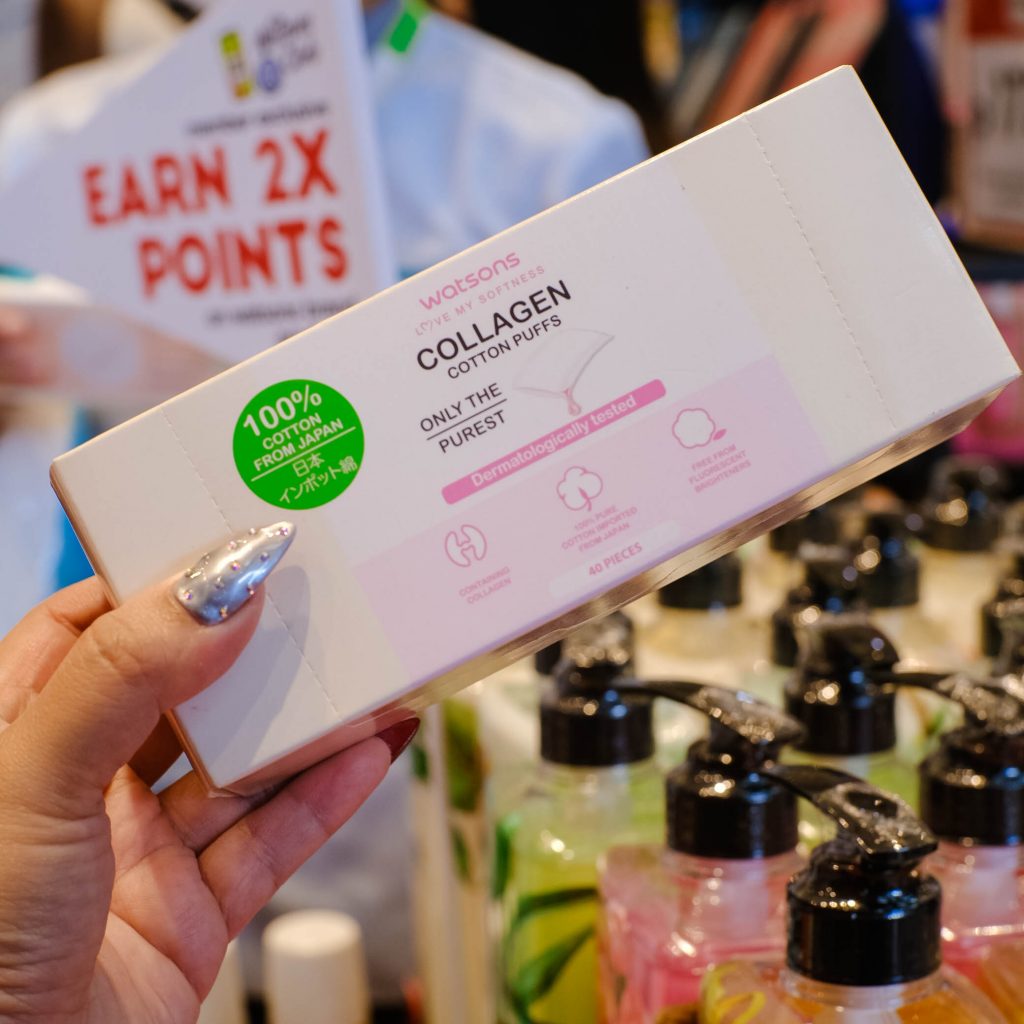 EARN 2X
POINTS
watsons
LOVE MY SOFTNESS
COLLAGEN
COTTON PUFFS
ONLY THE
PUREST
100%
COTTON
FROM JAPAN
日本
インポット綿
Dermatologically tested
CONTAINING
COLLAGEN
100% PURE
COTTON IMPORTED
FROM JAPAN
FREE FROM
FLUORESCENT
BRIGHTENERS
40 PIECES